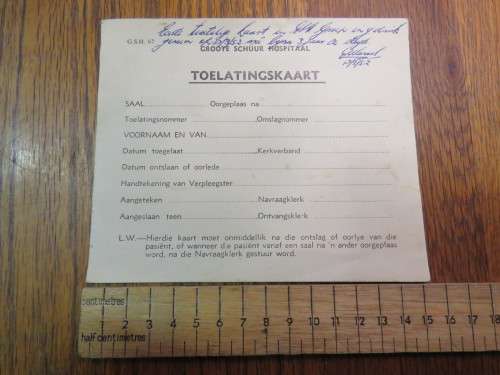 Eerste kaart in
G.S.H. 67
GROOTE SCHUUR HOSPITAAL
TOELATINGSKAART
SAAL Oorgeplaas na
Toelatingsnommer Omslagnommer
VOORNAAM EN VAN
Datum toegelaat Kerkverband
Datum ontslaan of oorlede
Handtekening van Verpleegster
Aangeteken Navraagklerk
Aangeslaan teen Ontvangsklerk
L.W.—Hierdie kaart moet onmiddellik na die ontslag of oorlye van die
pasiënt, of wanneer die pasiënt vanaf een saal na 'n ander oorgeplaas
word, na die Navraagklerk gestuur word.
centimetres
1 2 3 4 5 6 7 8 9 10 11 12 13 14 15 16 17 18
half centimetres